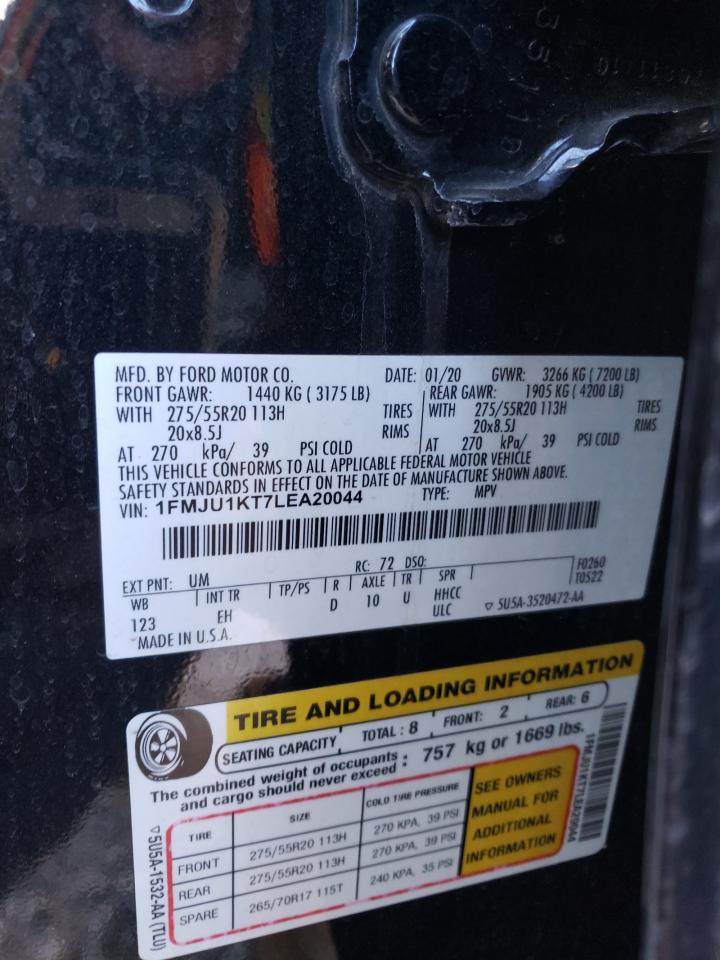 MFD. BY FORD MOTOR CO. DATE: 01/20 GVWR: 3266 KG ( 7200 LB)
FRONT GAWR: 1440 KG ( 3175 LB) REAR GAWR: 1905 KG ( 4200 LB)
WITH 275/55R20 113H TIRES WITH 275/55R20 113H TIRES
20x8.5J RIMS 20x8.5J RIMS
AT 270 kPa/ 39 PSI COLD AT 270 kPa/ 39 PSI COLD
THIS VEHICLE CONFORMS TO ALL APPLICABLE FEDERAL MOTOR VEHICLE
SAFETY STANDARDS IN EFFECT ON THE DATE OF MANUFACTURE SHOWN ABOVE.
VIN: 1FMJU1KT7LEA20044 TYPE: MPV
EXT PNT: UM RC: 72 DSO: F0260
WB INT TR TP/PS R AXLE TR SPR T0522
123 EH D 10 U HHCC
ULC 5U5A-3520472-AA
MADE IN U.S.A.
TIRE AND LOADING INFORMATION
SEATING CAPACITY TOTAL : 8 FRONT: 2 REAR: 6
The combined weight of occupants and cargo should never exceed : 757 kg or 1669 lbs.
TIRE SIZE COLD TIRE PRESSURE
FRONT 275/55R20 113H 270 KPA, 39 PSI
REAR 275/55R20 113H 270 KPA, 39 PSI
SPARE 265/70R17 115T 240 KPA, 35 PSI
SEE OWNERS
MANUAL FOR
ADDITIONAL
INFORMATION
1FMJU1KT7LEA20044
5U5A-1532-AA (TLU)